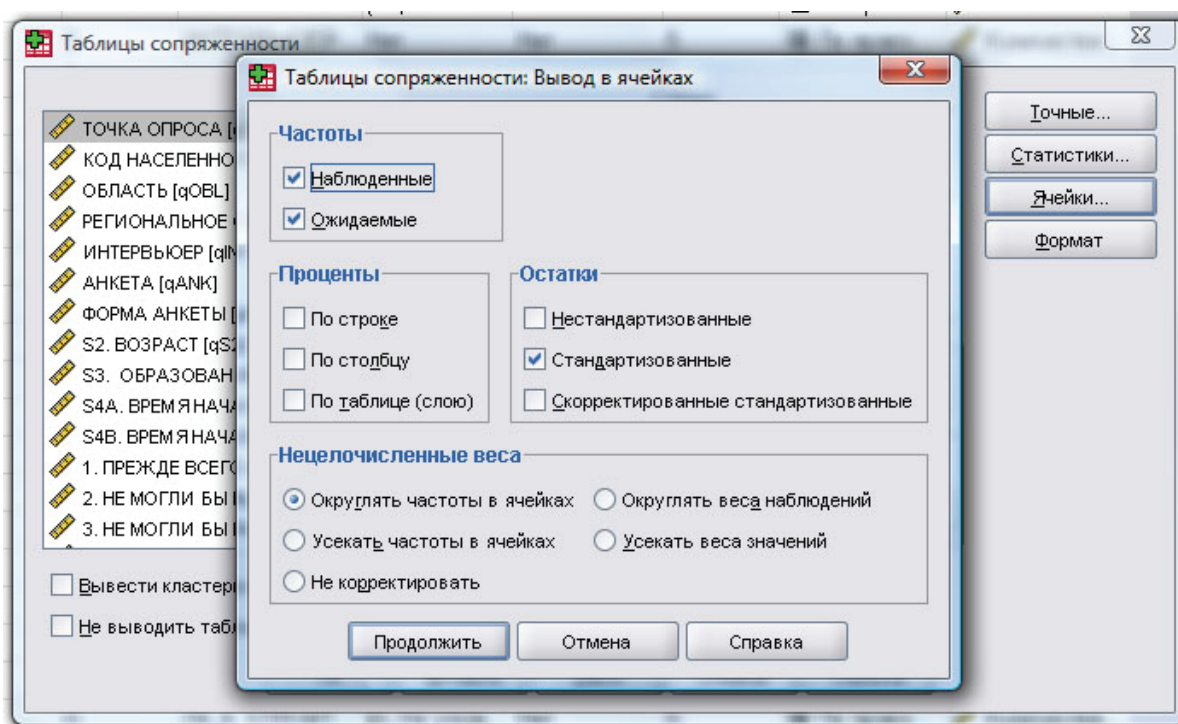 Таблицы сопряженности
Таблицы сопряженности: Вывод в ячейках
ТОЧКА ОПРОСА
КОД НАСЕЛЕННО
ОБЛАСТЬ [qOBL]
РЕГИОНАЛЬНОЕ
ИНТЕРВЬЮЕР [qIN
АНКЕТА [qANK]
ФОРМА АНКЕТЫ [
S2. ВОЗРАСТ [qS2
S3. ОБРАЗОВАН
S4A. ВРЕМЯ НАЧА
S4B. ВРЕМЯ НАЧА
1. ПРЕЖДЕ ВСЕГО
2. НЕ МОГЛИ БЫ
3. НЕ МОГЛИ БЫ
Вывести кластер
Не выводить таб
Частоты
Наблюденные
Ожидаемые
Проценты
По строке
По столбцу
По таблице (слою)
Остатки
Нестандартизованные
Стандартизованные
Скорректированные стандартизованные
Нецелочисленные веса
Округлять частоты в ячейках
Округлять веса наблюдений
Усекать частоты в ячейках
Усекать веса значений
Не корректировать
Продолжить
Отмена
Справка
Точные...
Статистики...
Ячейки...
Формат